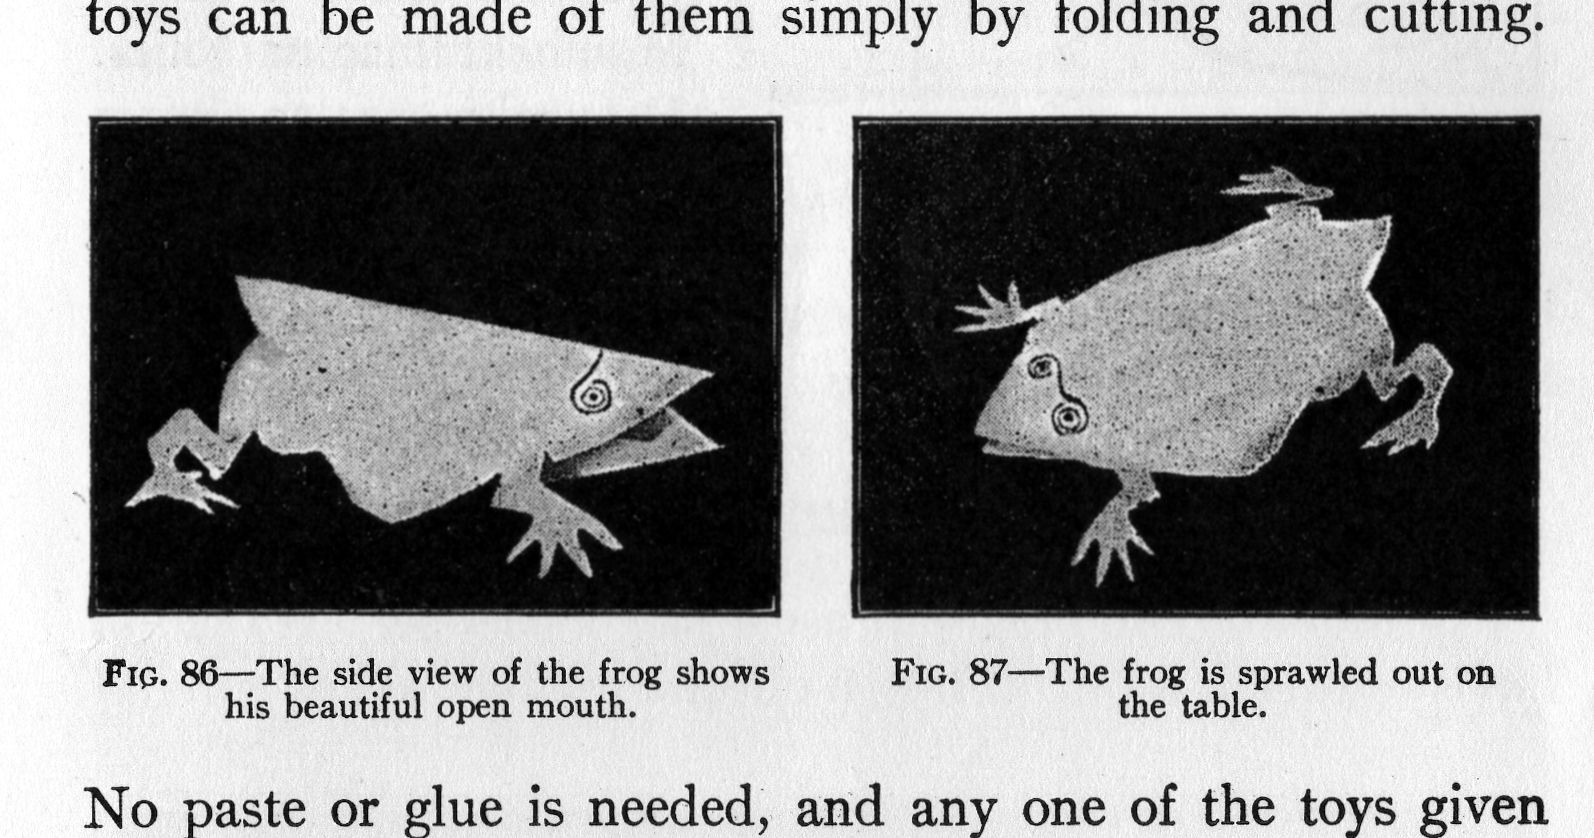 toys can be made of them simply by folding and cutting.
FIG. 86—The side view of the frog shows
his beautiful open mouth.
FIG. 87—The frog is sprawled out on
the table.
No paste or glue is needed, and any one of the toys given